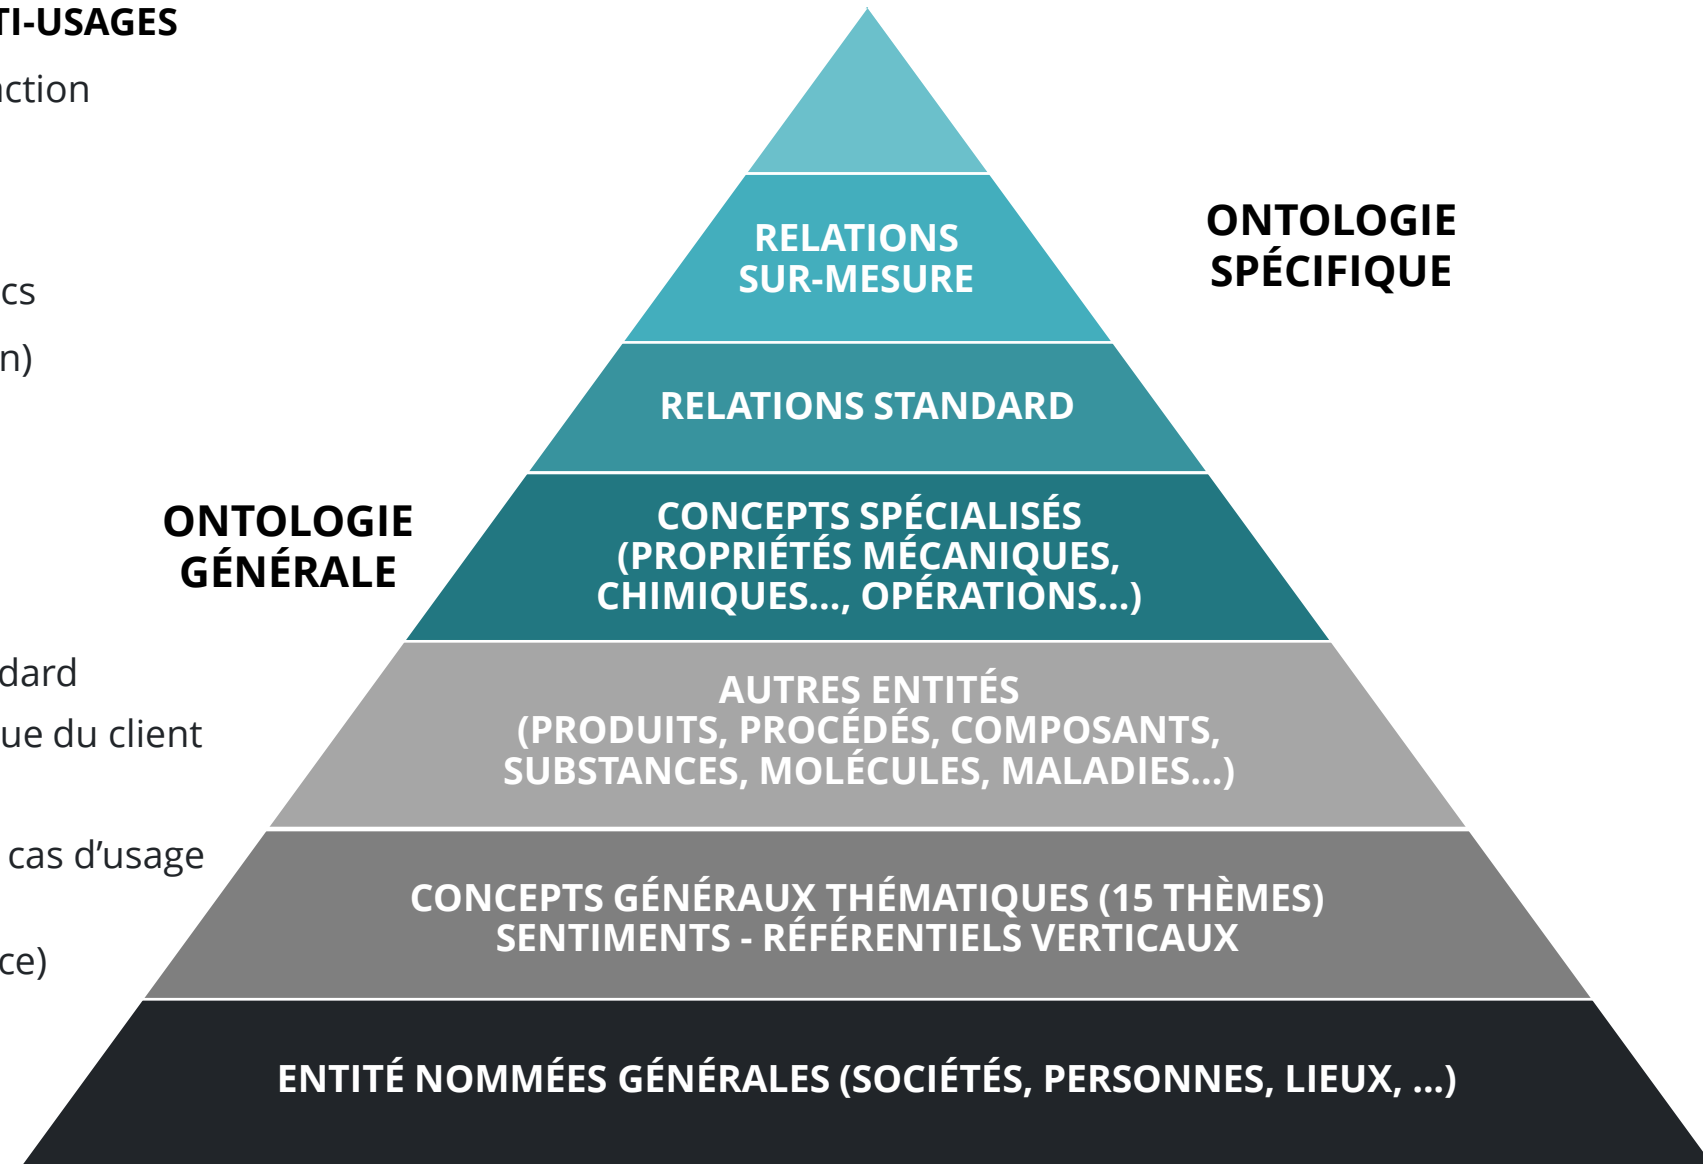 TI-USAGES
ction
cs
n)
dard
ue du client
cas d’usage
ce)
ONTOLOGIE
GÉNÉRALE
RELATIONS
SUR-MESURE
RELATIONS STANDARD
CONCEPTS SPÉCIALISÉS
(PROPRIÉTÉS MÉCANIQUES,
CHIMIQUES..., OPÉRATIONS...)
AUTRES ENTITÉS
(PRODUITS, PROCÉDÉS, COMPOSANTS,
SUBSTANCES, MOLÉCULES, MALADIES...)
CONCEPTS GÉNÉRAUX THÉMATIQUES (15 THÈMES)
SENTIMENTS - RÉFÉRENTIELS VERTICAUX
ENTITÉ NOMMÉES GÉNÉRALES (SOCIÉTÉS, PERSONNES, LIEUX, ...)
ONTOLOGIE
SPÉCIFIQUE